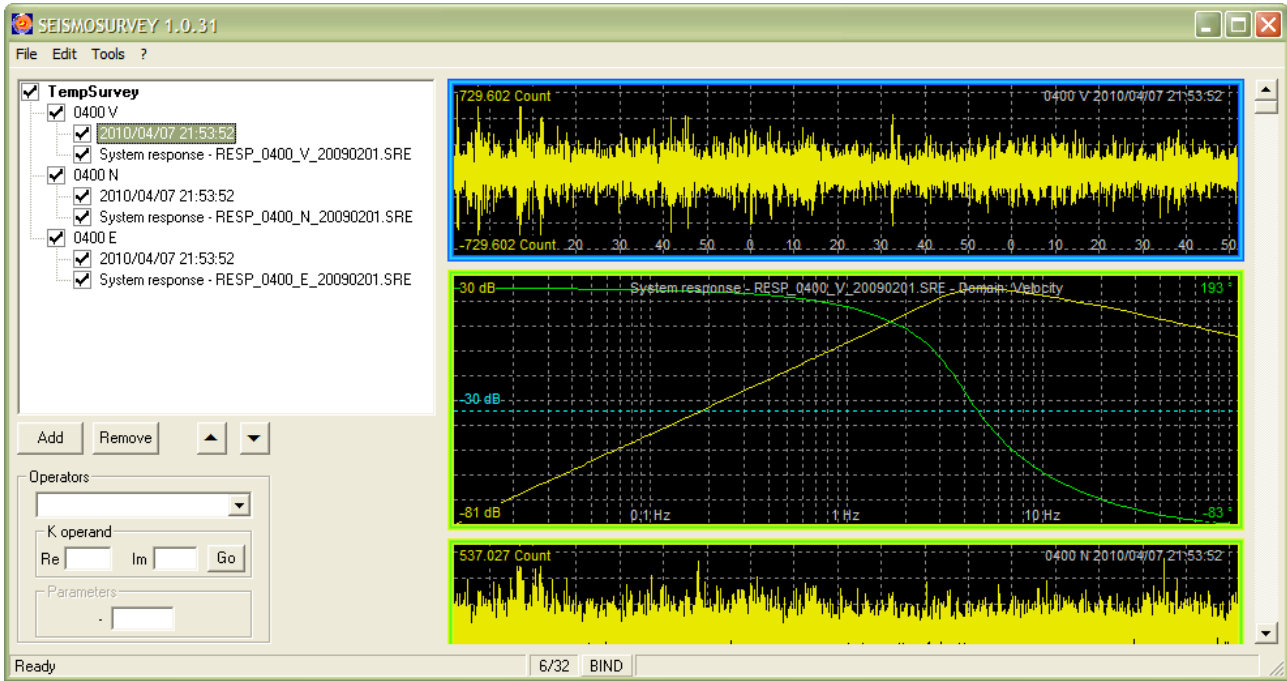 SEISMOSURVEY 1.0.31
File Edit Tools ?
TempSurvey
0400 V
2010/04/07 21:53:52
System response - RESP_0400_V_20090201.SRE
0400 N
2010/04/07 21:53:52
System response - RESP_0400_N_20090201.SRE
0400 E
2010/04/07 21:53:52
System response - RESP_0400_E_20090201.SRE
Add Remove
Operators
K operand
Re Im Go
Parameters
-
729.602 Count 0400 V 2010/04/07 21:53:52
-729.602 Count 20 30 40 50 0 10 20 30 40 50 0 10 20 30 40 50
30 dB System response - RESP_0400_V_20090201.SRE - Domain: Velocity 193 °
-30 dB
-81 dB 0,1 Hz 1 Hz 10 Hz -83 °
537.027 Count 0400 N 2010/04/07 21:53:52
Ready 6/32 BIND